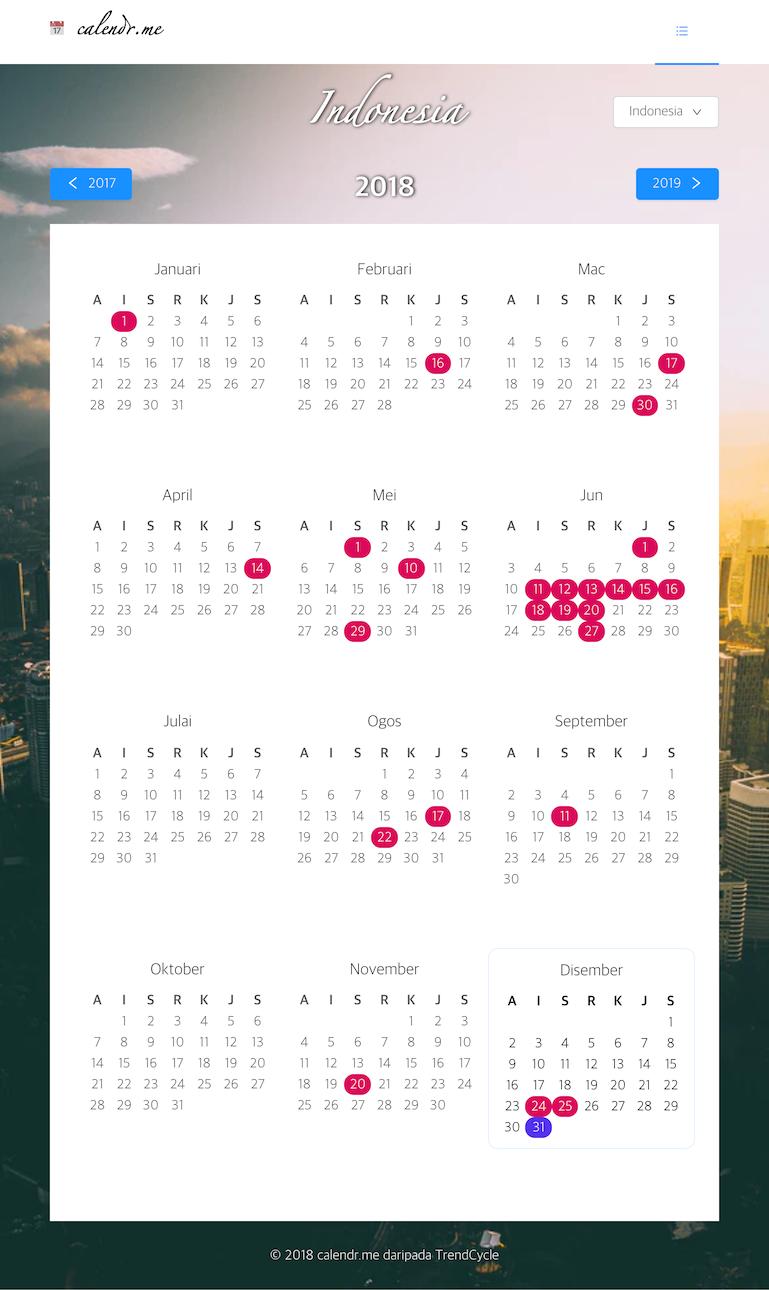 17 calendr.me
Indonesia
Indonesia
2017 2018 2019
Januari Februari Mac
A I S R K J S A I S R K J S A I S R K J S
1 2 3 4 5 6 1 2 3 1 2 3
7 8 9 10 11 12 13 4 5 6 7 8 9 10 4 5 6 7 8 9 10
14 15 16 17 18 19 20 11 12 13 14 15 16 17 11 12 13 14 15 16 17
21 22 23 24 25 26 27 18 19 20 21 22 23 24 18 19 20 21 22 23 24
28 29 30 31 25 26 27 28 25 26 27 28 29 30 31
April Mei Jun
A I S R K J S A I S R K J S A I S R K J S
1 2 3 4 5 6 7 1 2 3 4 5 1 2
8 9 10 11 12 13 14 6 7 8 9 10 11 12 3 4 5 6 7 8 9
15 16 17 18 19 20 21 13 14 15 16 17 18 19 10 11 12 13 14 15 16
22 23 24 25 26 27 28 20 21 22 23 24 25 26 17 18 19 20 21 22 23
29 30 27 28 29 30 31 24 25 26 27 28 29 30
Julai Ogos September
A I S R K J S A I S R K J S A I S R K J S
1 2 3 4 5 6 7 1 2 3 4 1
8 9 10 11 12 13 14 5 6 7 8 9 10 11 2 3 4 5 6 7 8
15 16 17 18 19 20 21 12 13 14 15 16 17 18 9 10 11 12 13 14 15
22 23 24 25 26 27 28 19 20 21 22 23 24 25 16 17 18 19 20 21 22
29 30 31 26 27 28 29 30 31 23 24 25 26 27 28 29
30
Oktober November Disember
A I S R K J S A I S R K J S A I S R K J S
1 2 3 4 5 6 1 2 3 1
7 8 9 10 11 12 13 4 5 6 7 8 9 10 2 3 4 5 6 7 8
14 15 16 17 18 19 20 11 12 13 14 15 16 17 9 10 11 12 13 14 15
21 22 23 24 25 26 27 18 19 20 21 22 23 24 16 17 18 19 20 21 22
28 29 30 31 25 26 27 28 29 30 23 24 25 26 27 28 29
30 31
© 2018 calendr.me daripada TrendCycle